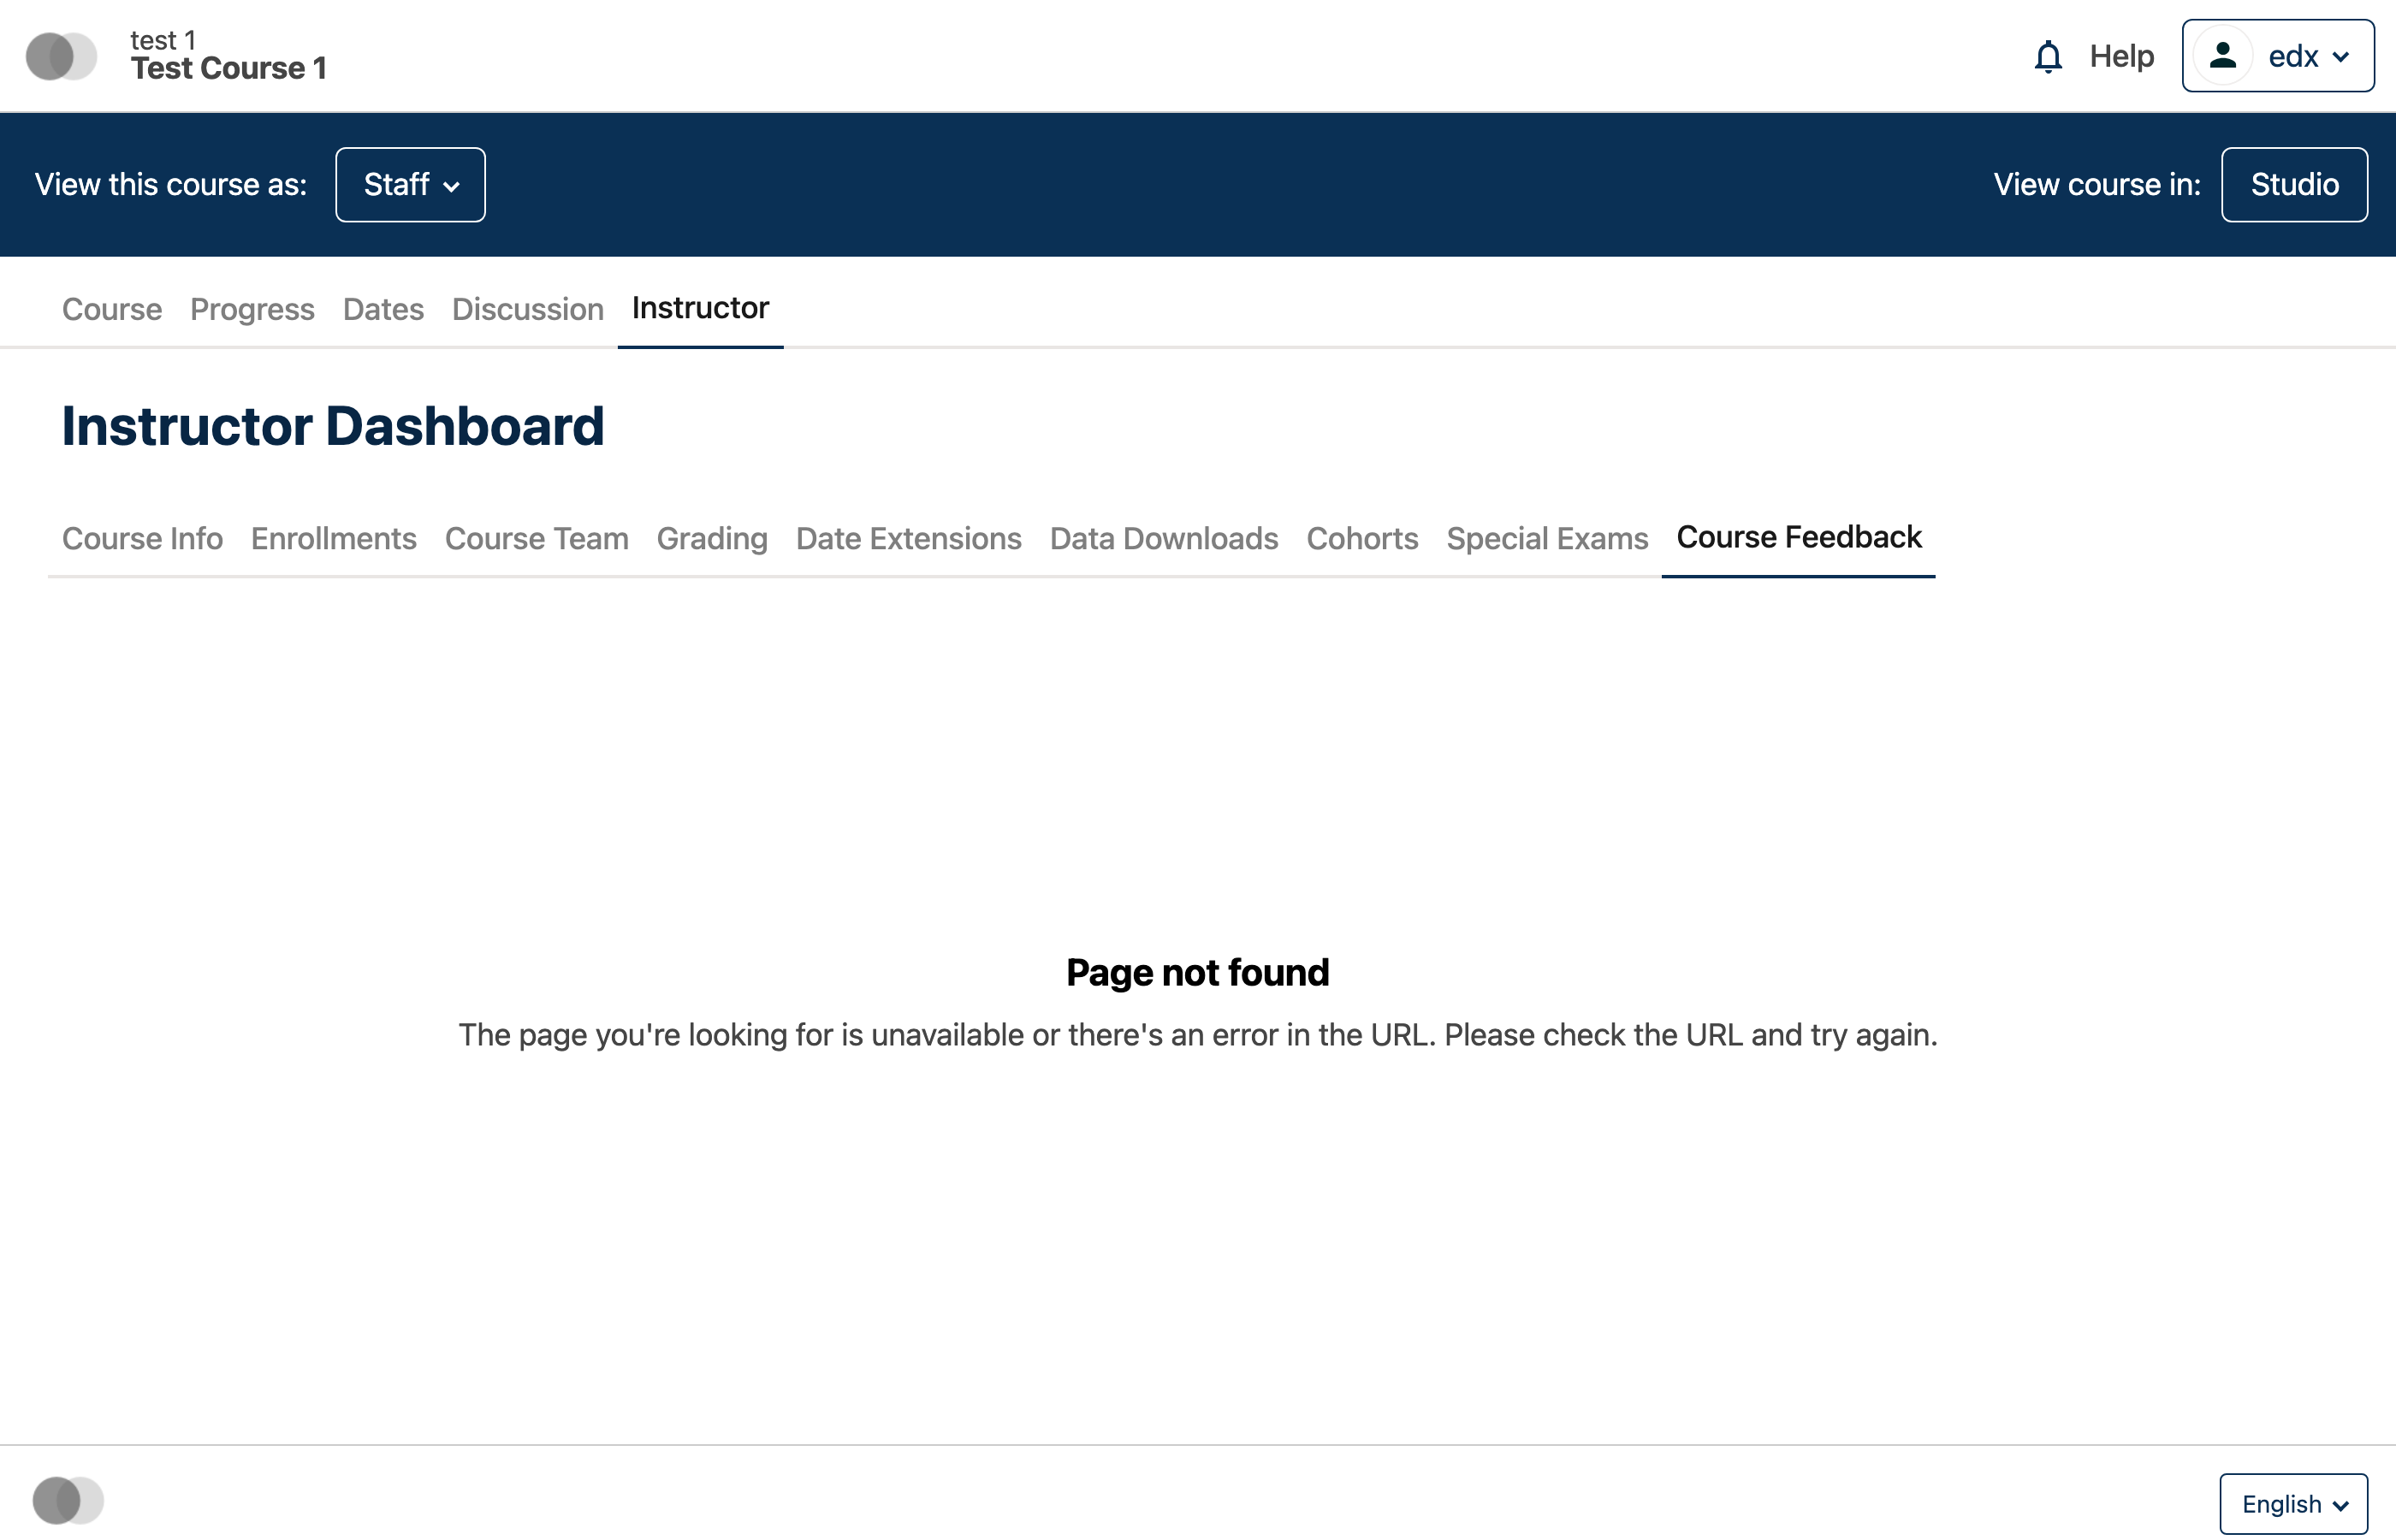 test 1
Test Course 1
Help
edx
View this course as:
Staff
View course in:
Studio
Course Progress Dates Discussion Instructor
Instructor Dashboard
Course Info Enrollments Course Team Grading Date Extensions Data Downloads Cohorts Special Exams Course Feedback
Page not found
The page you're looking for is unavailable or there's an error in the URL. Please check the URL and try again.
English